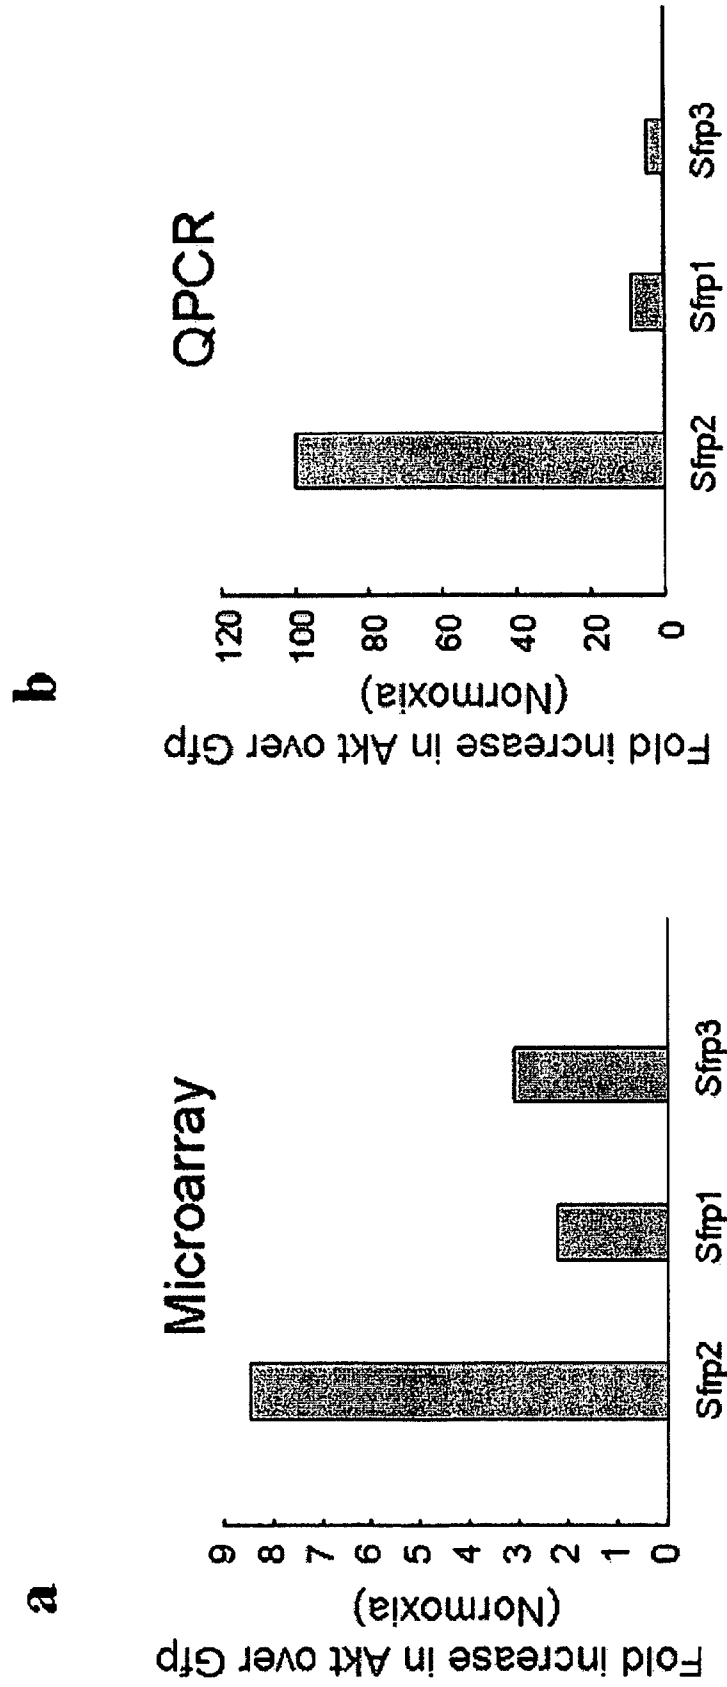 a
Microarray
Fold increase in Akt over Gfp
(Normoxia)
9
8
7
6
5
4
3
2
1
0
Sfrp2 Sfrp1 Sfrp3
b
QPCR
Fold increase in Akt over Gfp
(Normoxia)
120
100
80
60
40
20
0
Sfrp2 Sfrp1 Sfrp3